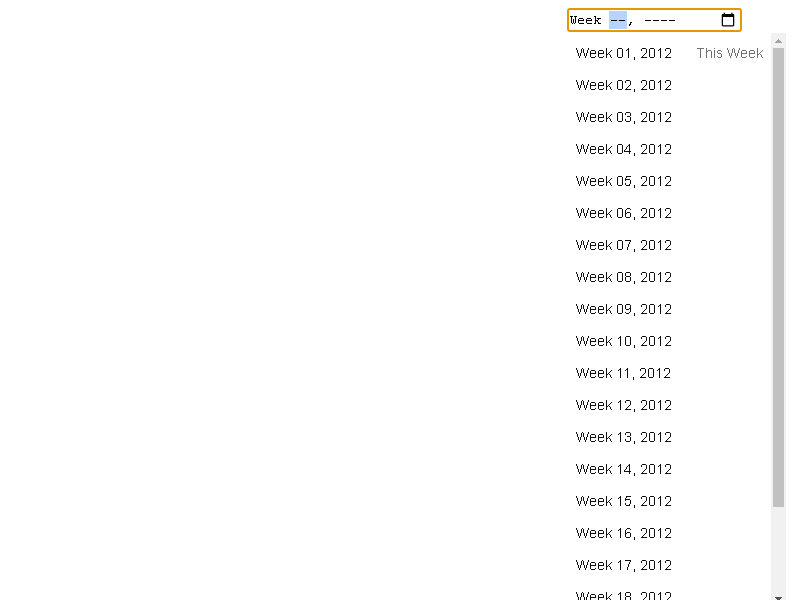 Week --, ----
Week 01, 2012 This Week
Week 02, 2012
Week 03, 2012
Week 04, 2012
Week 05, 2012
Week 06, 2012
Week 07, 2012
Week 08, 2012
Week 09, 2012
Week 10, 2012
Week 11, 2012
Week 12, 2012
Week 13, 2012
Week 14, 2012
Week 15, 2012
Week 16, 2012
Week 17, 2012
Week 18, 2012